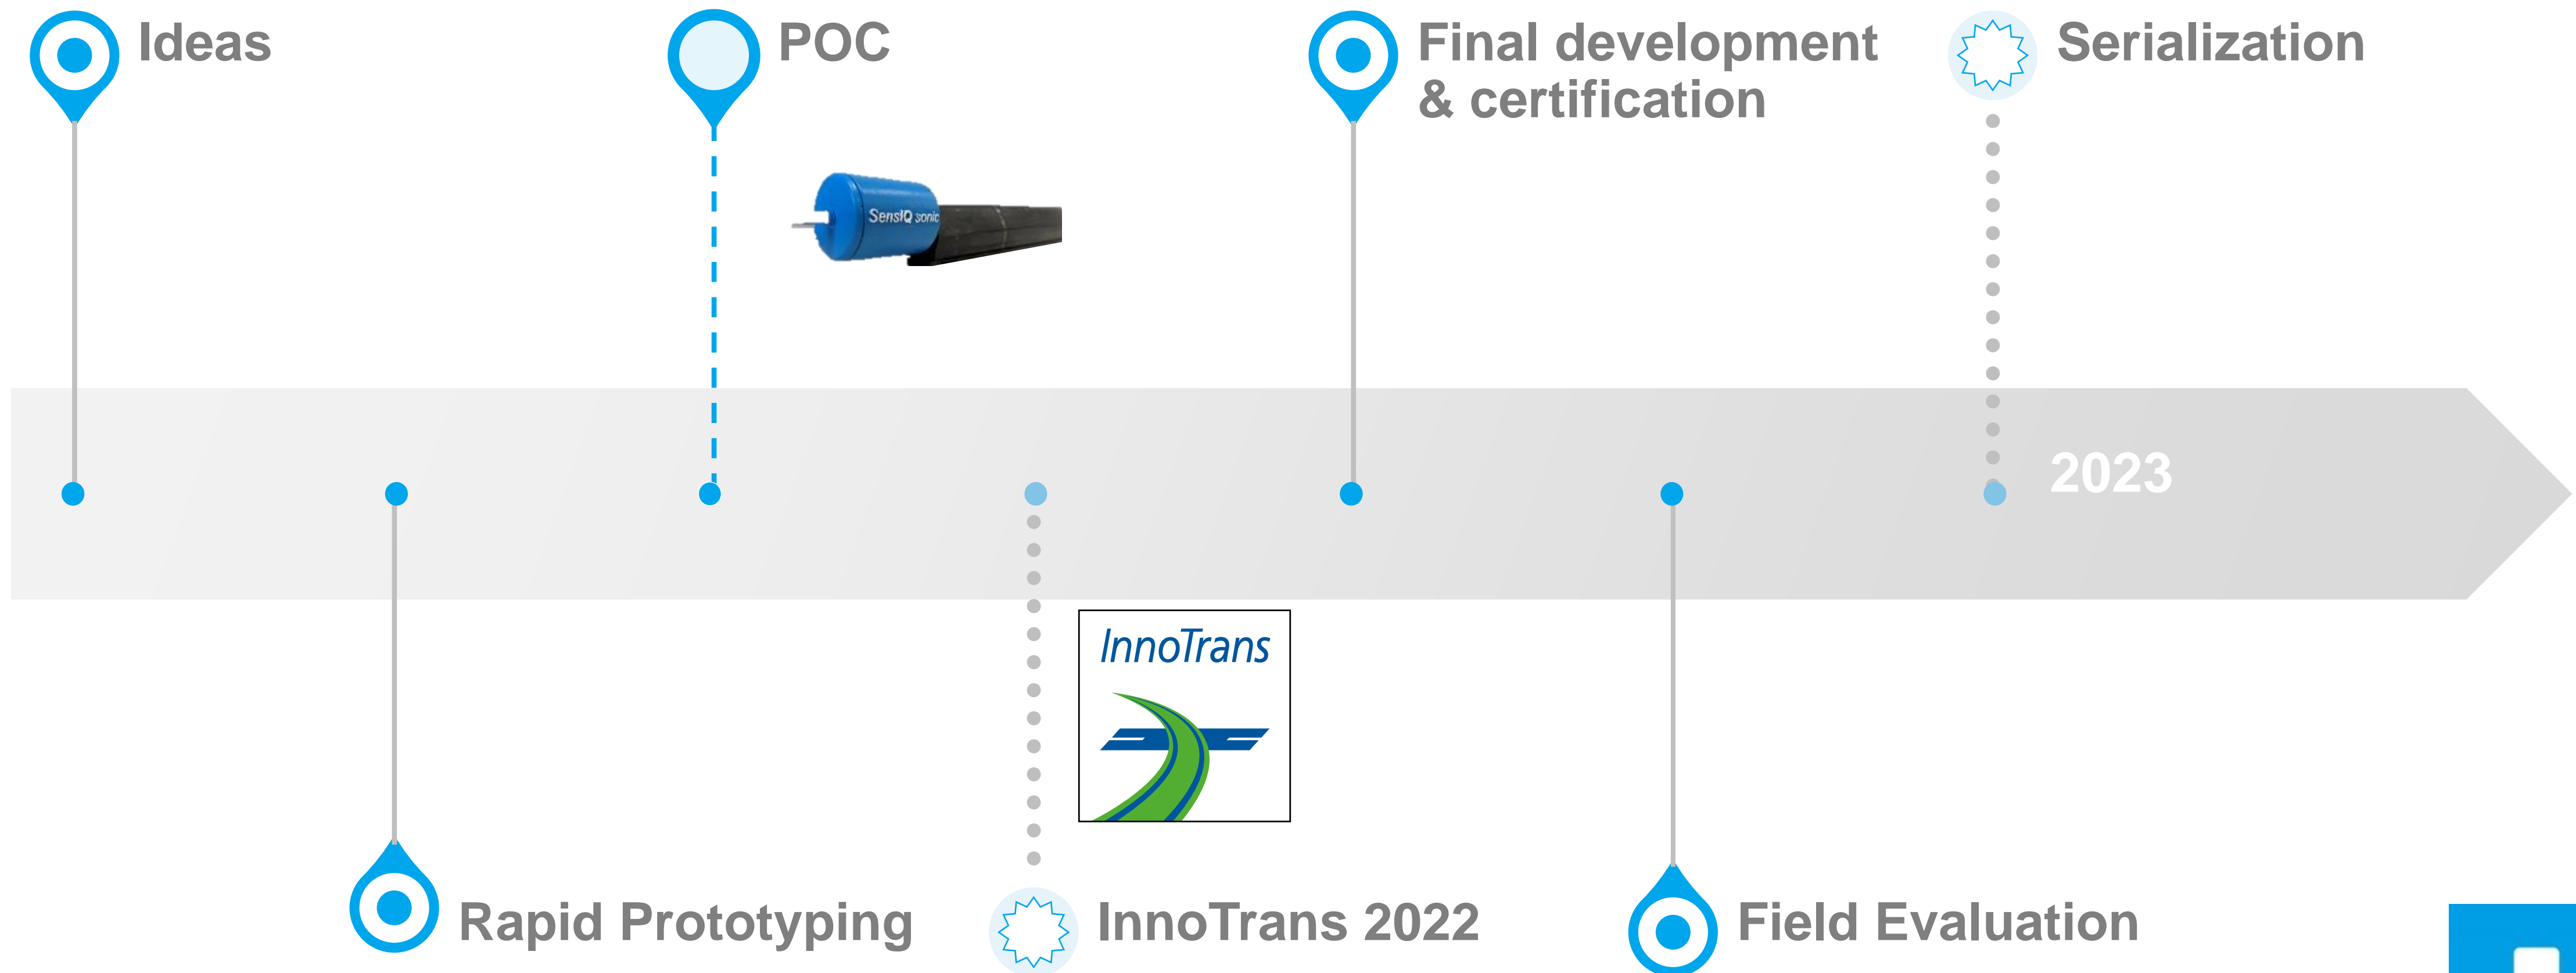 Ideas
POC
Final development
& certification
Serialization
SensIQ sonic
2023
InnoTrans
Rapid Prototyping
InnoTrans 2022
Field Evaluation